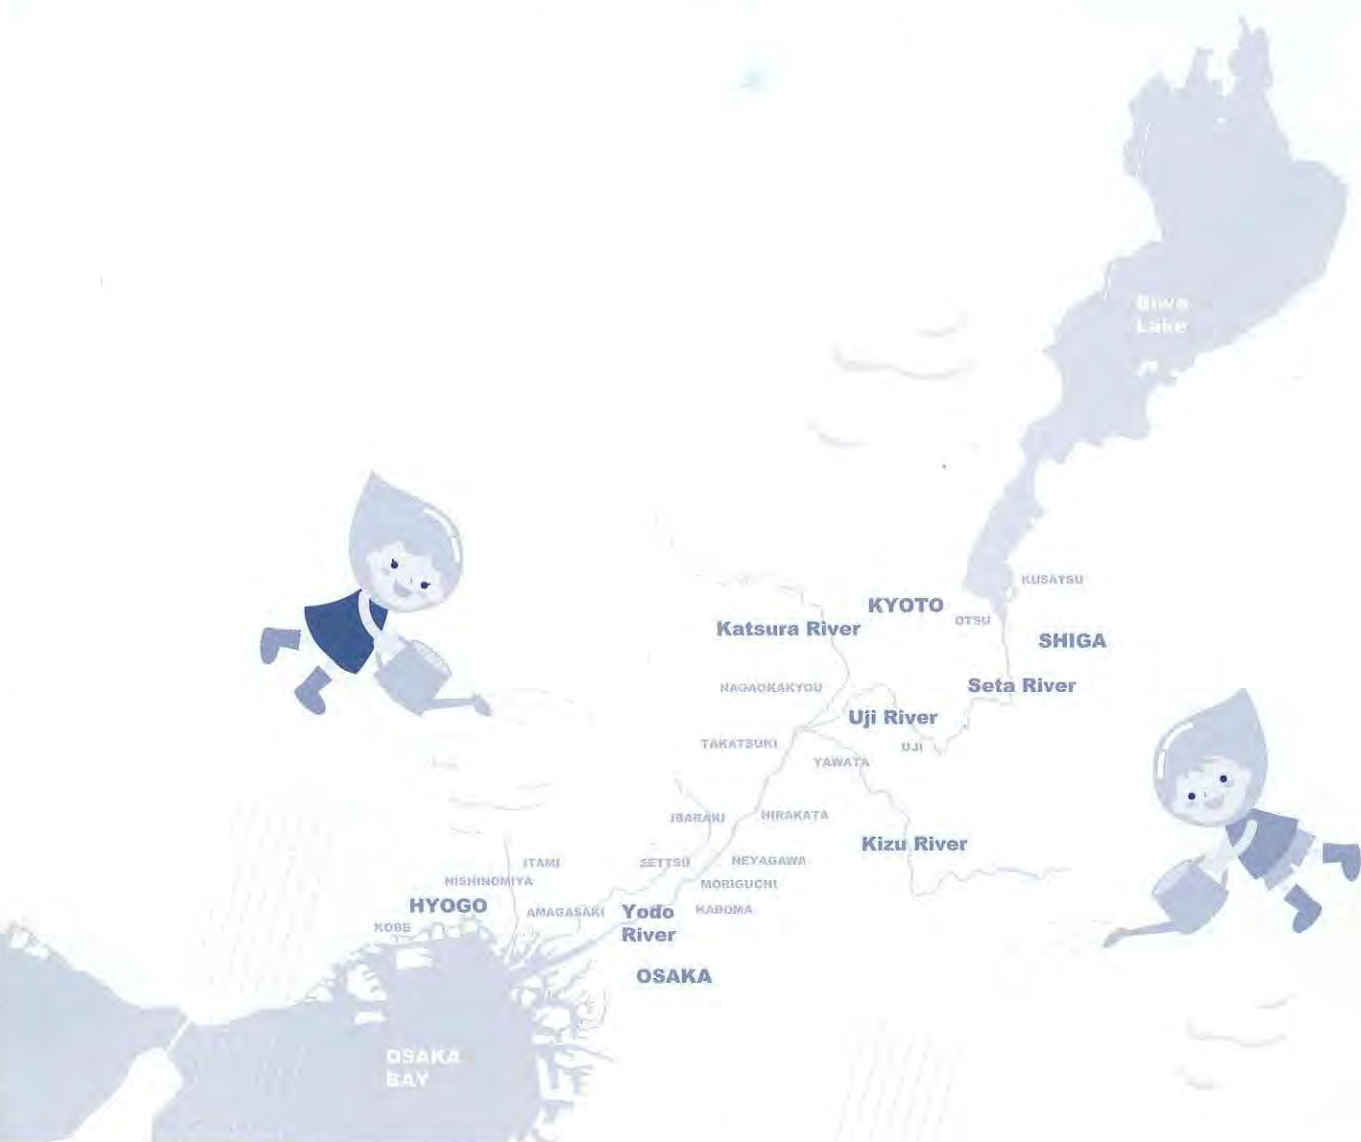 Biwa
Lake
KUSATSU
KYOTO
OTSU
Katsura River
SHIGA
NAGAOKAKYOU
Seta River
Uji River
TAKATSUKI
UJI
YAWATA
IBARAKI
HIRAKATA
Kizu River
ITAMI
SETTSU
NEYAGAWA
NISHINOMIYA
MORIGUCHI
HYOGO
AMAGASAKI
Yodo
River
KADOMA
KOBE
OSAKA
OSAKA
BAY